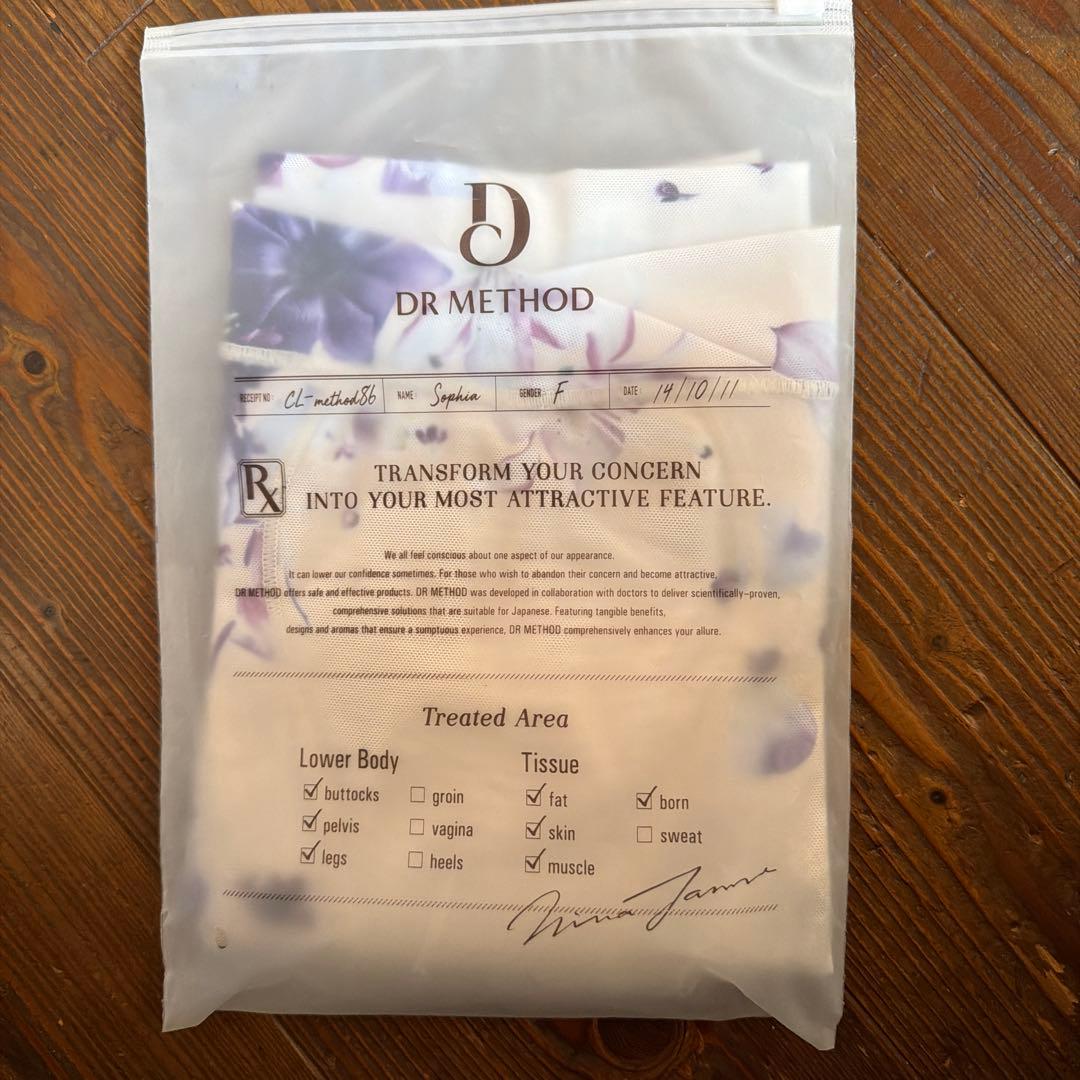 DR METHOD
RECEIPT NO : CL-method86 NAME : Sophia GENDER : F DATE : 14/10/11
Rx TRANSFORM YOUR CONCERN
INTO YOUR MOST ATTRACTIVE FEATURE.
We all feel conscious about one aspect of our appearance.
It can lower our confidence sometimes. For those who wish to abandon their concern and become attractive,
DR METHOD offers safe and effective products. DR METHOD was developed in collaboration with doctors to deliver scientifically-proven,
comprehensive solutions that are suitable for Japanese. Featuring tangible benefits,
designs and aromas that ensure a sumptuous experience, DR METHOD comprehensively enhances your allure.
Treated Area
Lower Body Tissue
buttocks groin fat born
pelvis vagina skin sweat
legs heels muscle